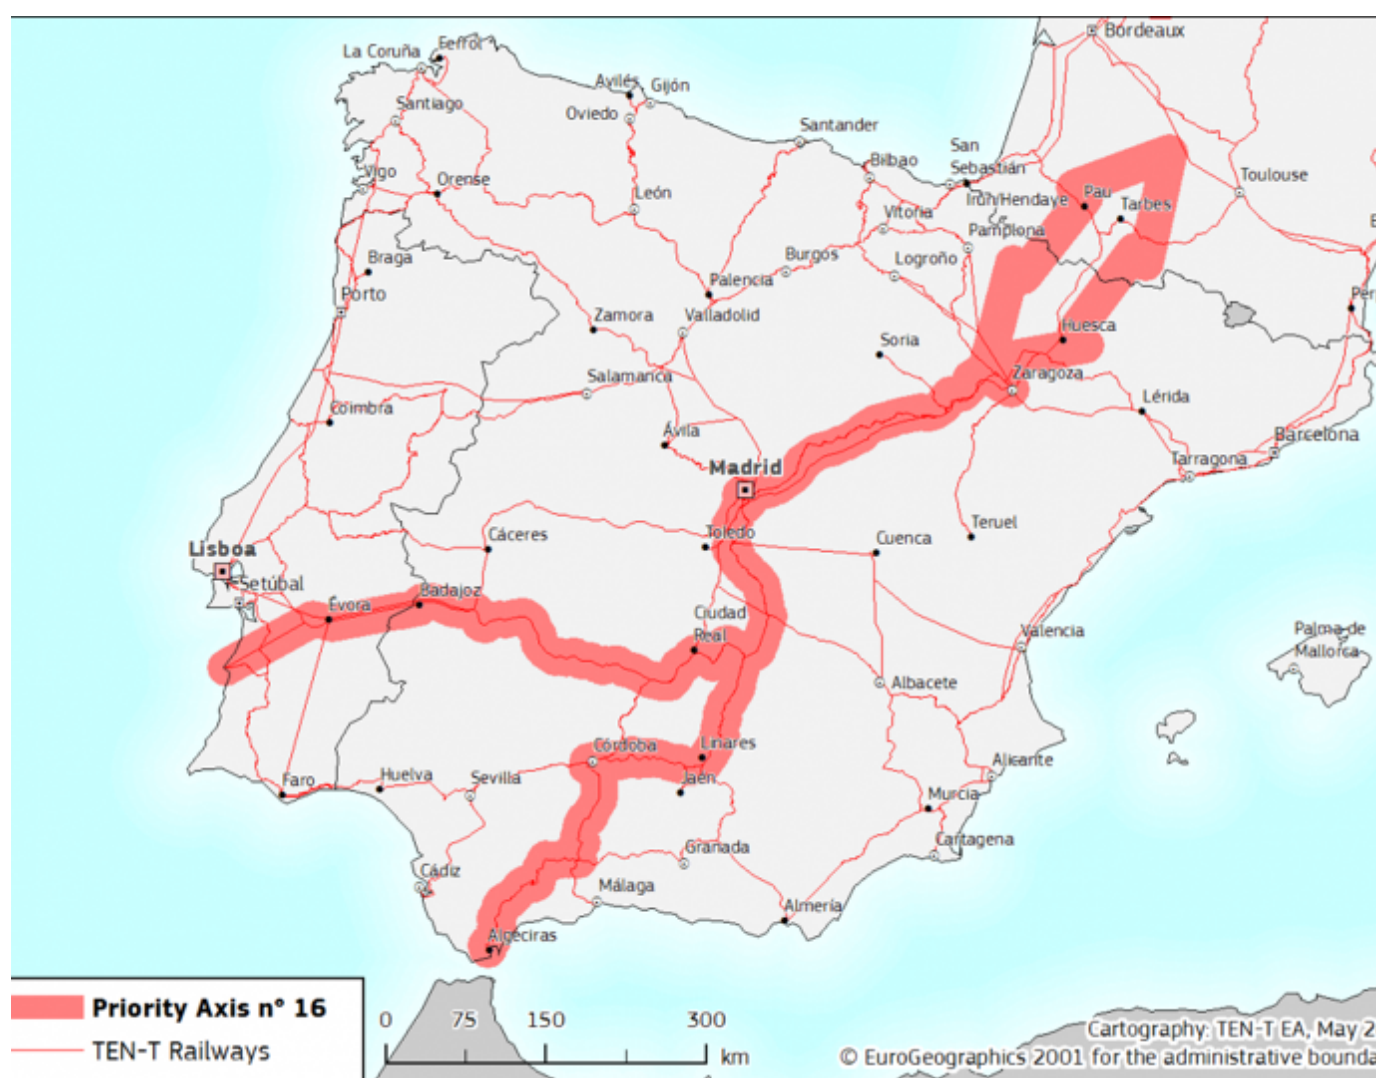 Bordeaux
Ferrol
La Coruña
Avilés
Gijón
Santiago
Oviedo
Santander
San
Sebastián
Bilbao
Vigo
Orense
León
Irún/Hendaye
Pau
Tarbes
Toulouse
Vitoria
Pamplona
Braga
Burgos
Logroño
Palencia
Porto
Zamora
Valladolid
Huesca
Soria
Salamanca
Zaragoza
Coimbra
Lérida
Ávila
Barcelona
Madrid
Tarragona
Cáceres
Toledo
Teruel
Cuenca
Lisboa
Setúbal
Évora
Badajoz
Ciudad
Real
Valencia
Palma de
Mallorca
Albacete
Córdoba
Linares
Alicante
Faro
Huelva
Sevilla
Jaén
Murcia
Cartagena
Granada
Cádiz
Málaga
Almería
Algeciras
Priority Axis n° 16
TEN-T Railways
0 75 150 300
km
Cartography: TEN-T EA, May 2
© EuroGeographics 2001 for the administrative bounda